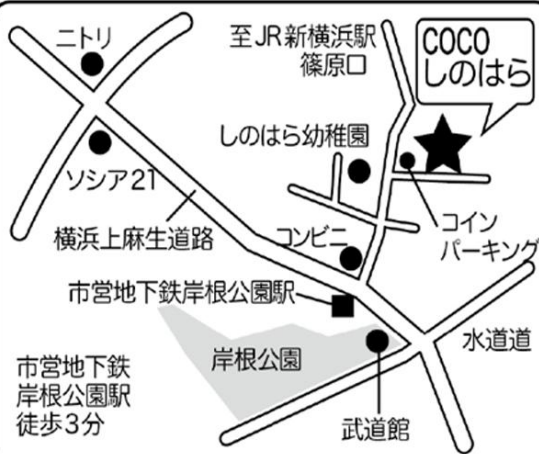 ニトリ
至JR新横浜駅
篠原口
COCO
しのはら
しのはら幼稚園
ソシア21
横浜上麻生道路
コンビニ
コイン
パーキング
市営地下鉄岸根公園駅
水道道
岸根公園
市営地下鉄
岸根公園駅
徒歩3分
武道館